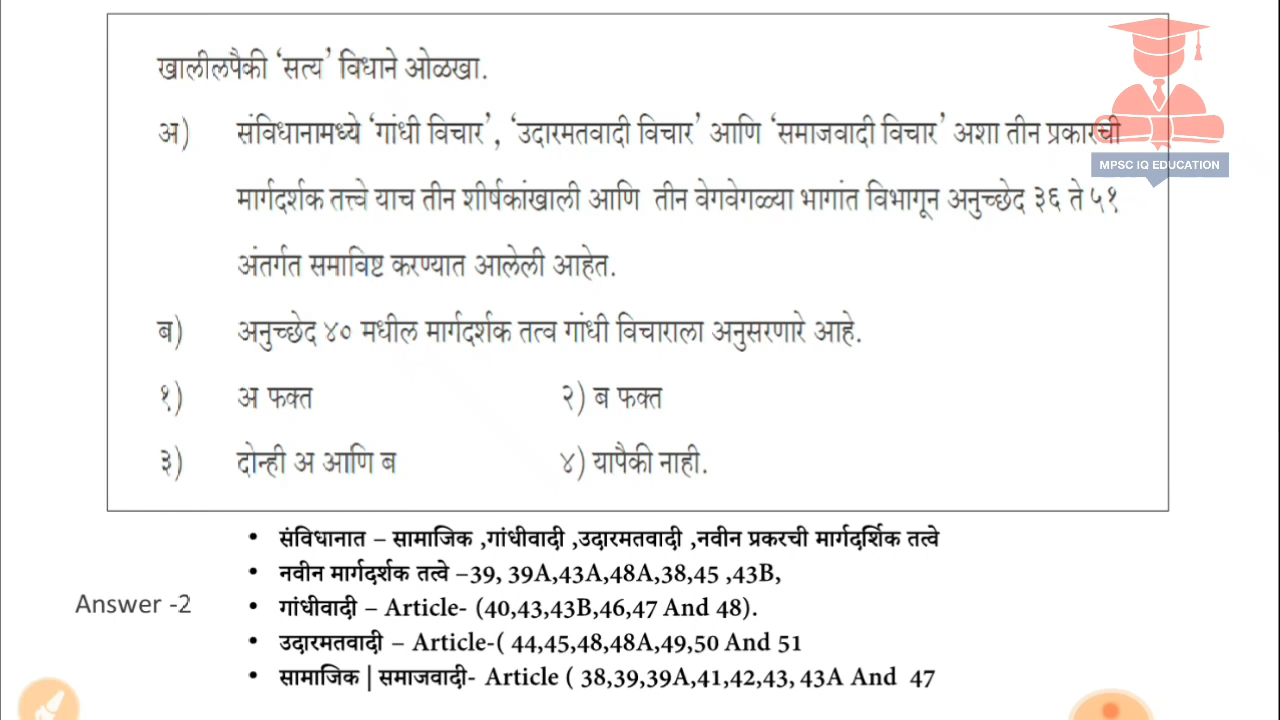 खालीलपैकी ‘सत्य’ विधाने ओळखा.
अ) संविधानामध्ये ‘गांधी विचार’, ‘उदारमतवादी विचार’ आणि ‘समाजवादी विचार’ अशा तीन प्रकारची
मार्गदर्शक तत्त्वे याच तीन शीर्षकांखाली आणि तीन वेगवेगळ्या भागांत विभागून अनुच्छेद ३६ ते ५१
अंतर्गत समाविष्ट करण्यात आलेली आहेत.
ब) अनुच्छेद ४० मधील मार्गदर्शक तत्व गांधी विचाराला अनुसरणारे आहे.
१) अ फक्त २) ब फक्त
३) दोन्ही अ आणि ब ४) यापैकी नाही.
MPSC IQ EDUCATION
• संविधानात – सामाजिक ,गांधीवादी ,उदारमतवादी ,नवीन प्रकरची मार्गदर्शिक तत्वे
• नवीन मार्गदर्शक तत्वे –39, 39A,43A,48A,38,45 ,43B,
Answer -2
• गांधीवादी – Article- (40,43,43B,46,47 And 48).
• उदारमतवादी – Article-( 44,45,48,48A,49,50 And 51
• सामाजिक | समाजवादी- Article ( 38,39,39A,41,42,43, 43A And 47